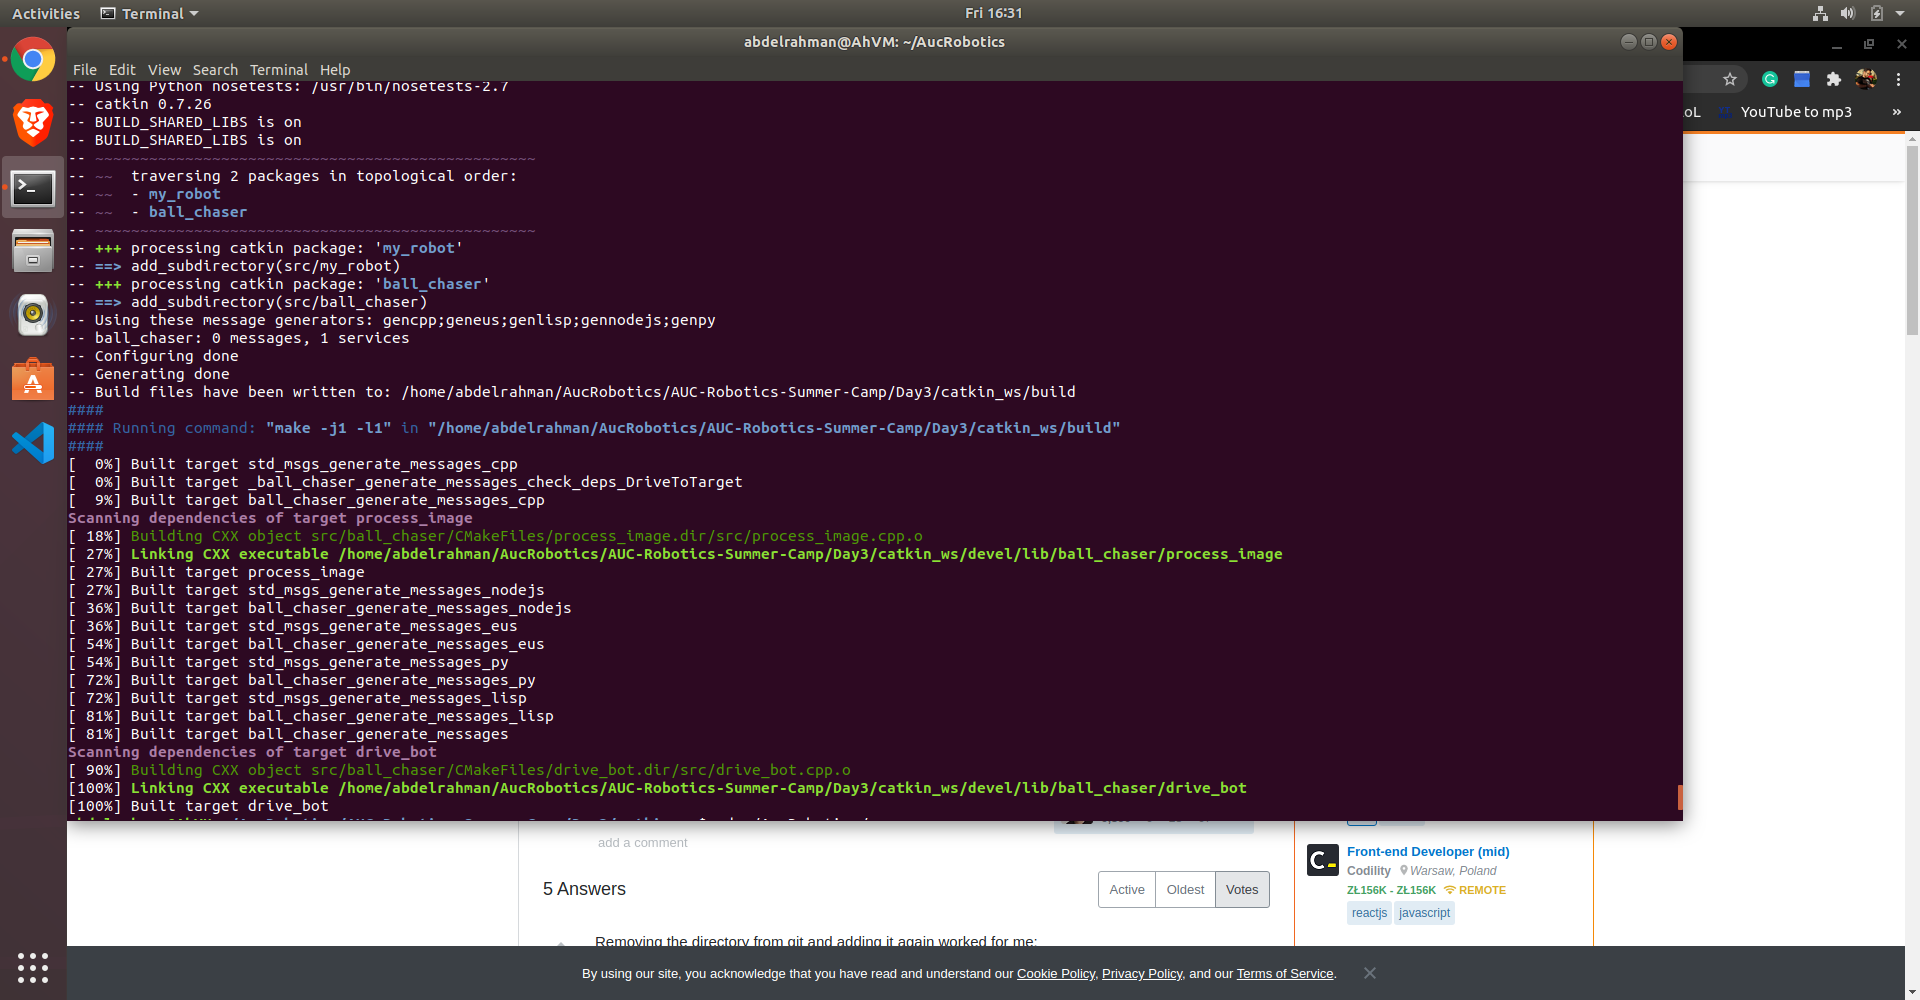 Activities
Terminal
Fri 16:31
abdelrahman@AhVM: ~/AucRobotics
File Edit View Search Terminal Help
-- Using Python nosetests: /usr/bin/nosetests-2.7
-- catkin 0.7.26
-- BUILD_SHARED_LIBS is on
-- BUILD_SHARED_LIBS is on
-- ~~~~~~~~~~~~~~~~~~~~~~~~~~~~~~~~~~~~~~~~~~~~~~~~~
-- ~~  traversing 2 packages in topological order:
-- ~~  - my_robot
-- ~~  - ball_chaser
-- ~~~~~~~~~~~~~~~~~~~~~~~~~~~~~~~~~~~~~~~~~~~~~~~~~
-- +++ processing catkin package: 'my_robot'
-- ==> add_subdirectory(src/my_robot)
-- +++ processing catkin package: 'ball_chaser'
-- ==> add_subdirectory(src/ball_chaser)
-- Using these message generators: gencpp;geneus;genlisp;gennodejs;genpy
-- ball_chaser: 0 messages, 1 services
-- Configuring done
-- Generating done
-- Build files have been written to: /home/abdelrahman/AucRobotics/AUC-Robotics-Summer-Camp/Day3/catkin_ws/build
####
#### Running command: "make -j1 -l1" in "/home/abdelrahman/AucRobotics/AUC-Robotics-Summer-Camp/Day3/catkin_ws/build"
####
[  0%] Built target std_msgs_generate_messages_cpp
[  0%] Built target _ball_chaser_generate_messages_check_deps_DriveToTarget
[  9%] Built target ball_chaser_generate_messages_cpp
Scanning dependencies of target process_image
[ 18%] Building CXX object src/ball_chaser/CMakeFiles/process_image.dir/src/process_image.cpp.o
[ 27%] Linking CXX executable /home/abdelrahman/AucRobotics/AUC-Robotics-Summer-Camp/Day3/catkin_ws/devel/lib/ball_chaser/process_image
[ 27%] Built target process_image
[ 27%] Built target std_msgs_generate_messages_nodejs
[ 36%] Built target ball_chaser_generate_messages_nodejs
[ 36%] Built target std_msgs_generate_messages_eus
[ 54%] Built target ball_chaser_generate_messages_eus
[ 54%] Built target std_msgs_generate_messages_py
[ 72%] Built target ball_chaser_generate_messages_py
[ 72%] Built target std_msgs_generate_messages_lisp
[ 81%] Built target ball_chaser_generate_messages_lisp
[ 81%] Built target ball_chaser_generate_messages
Scanning dependencies of target drive_bot
[ 90%] Building CXX object src/ball_chaser/CMakeFiles/drive_bot.dir/src/drive_bot.cpp.o
[100%] Linking CXX executable /home/abdelrahman/AucRobotics/AUC-Robotics-Summer-Camp/Day3/catkin_ws/devel/lib/ball_chaser/drive_bot
[100%] Built target drive_bot
oL
YouTube to mp3
»
add a comment
5 Answers
Active Oldest Votes
Removing the directory from git and adding it again worked for me:
Front-end Developer (mid)
Codility Warsaw, Poland
ZŁ156K - ZŁ156K REMOTE
reactjs javascript
By using our site, you acknowledge that you have read and understand our Cookie Policy, Privacy Policy, and our Terms of Service.